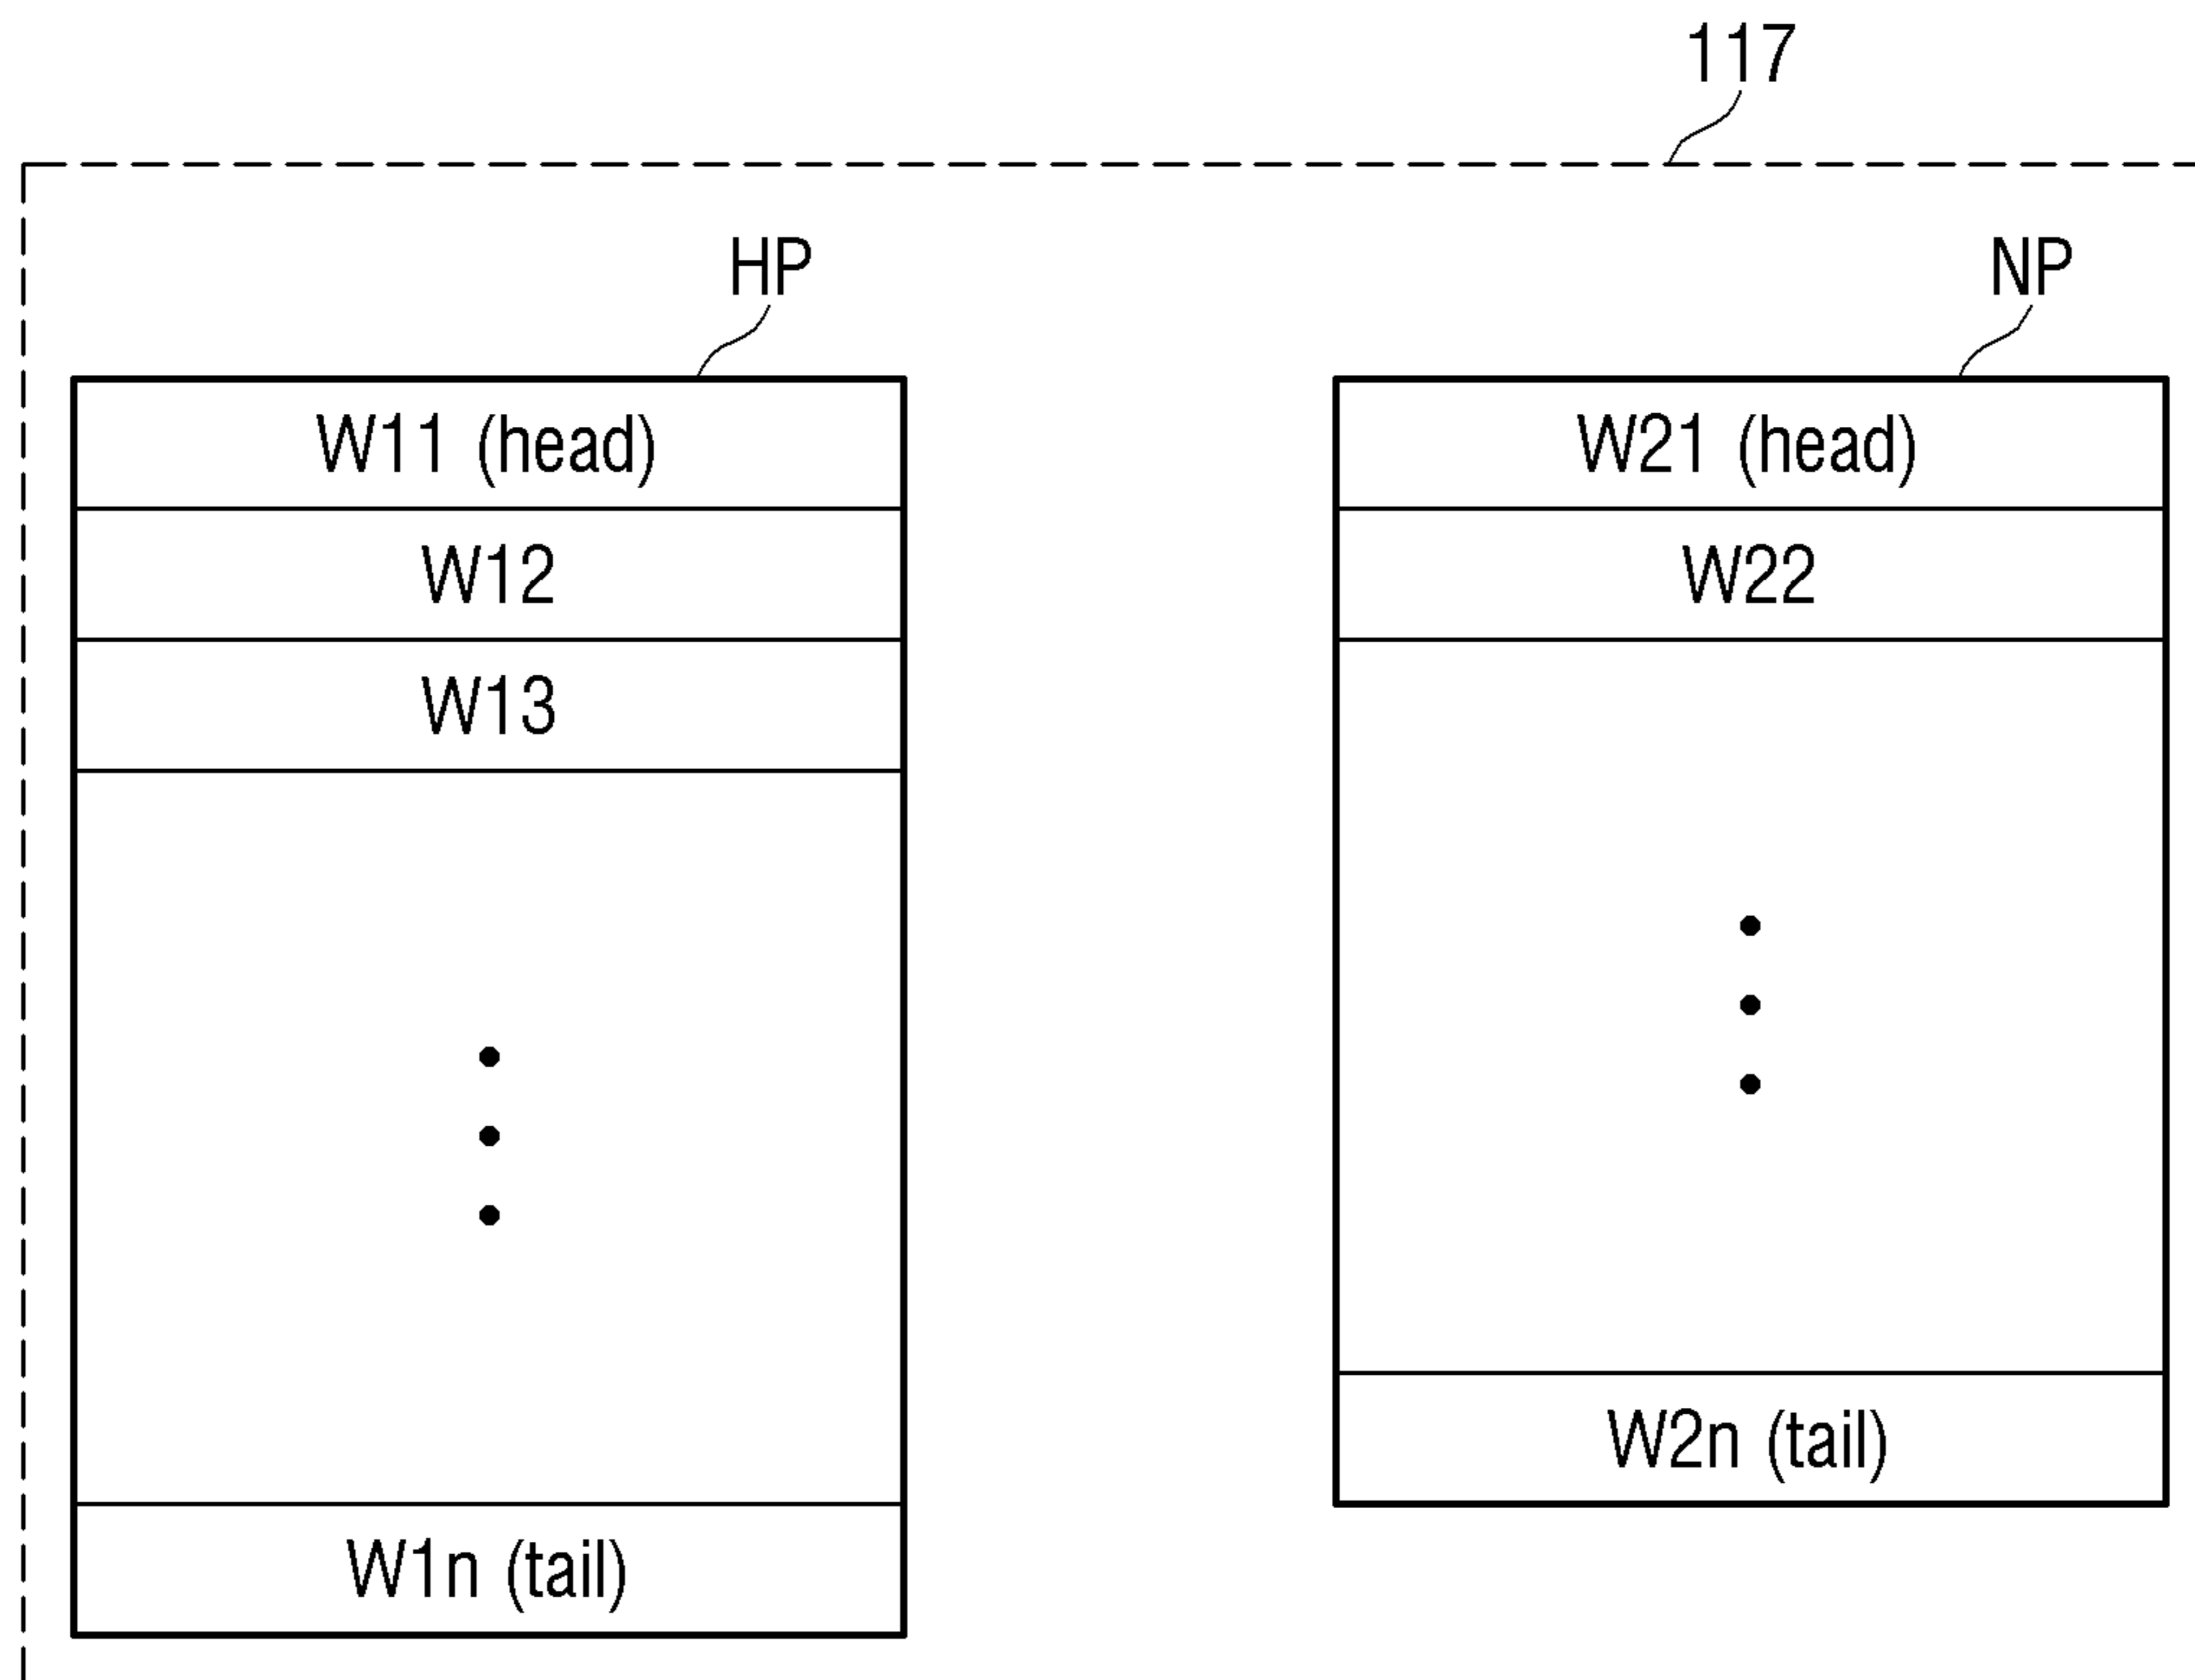 117
HP
NP
W11 (head)
W12
W13
W1n (tail)
W21 (head)
W22
W2n (tail)